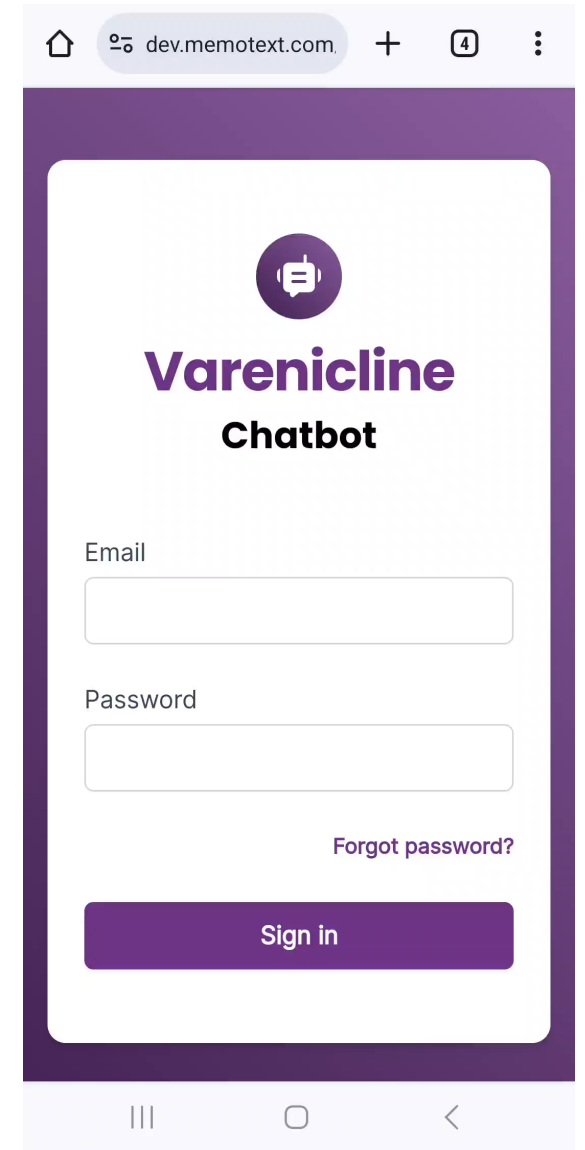 dev.memotext.com
4
Varenicline
Chatbot
Email
Password
Forgot password?
Sign in